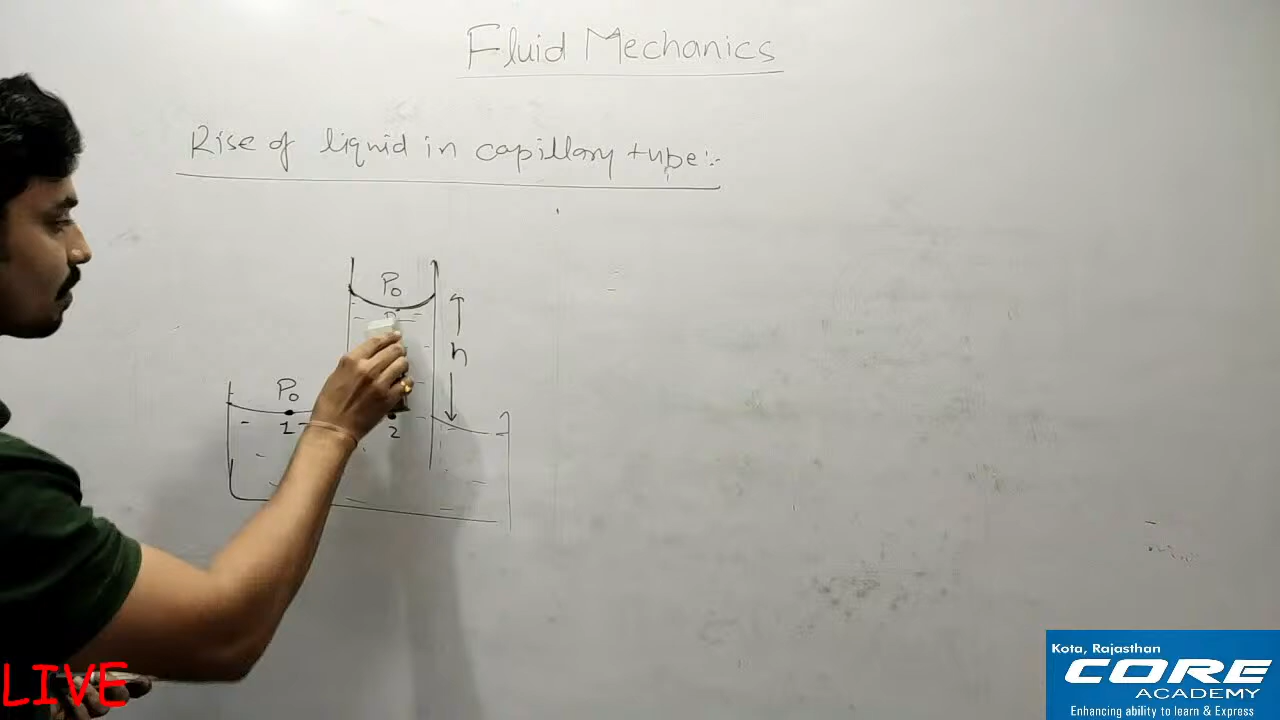 Fluid Mechanics
Rise of liquid in capillary tube:-
P₀
h
P₀
1
2
LIVE
Kota, Rajasthan
CORE
ACADEMY
Enhancing ability to learn & Express